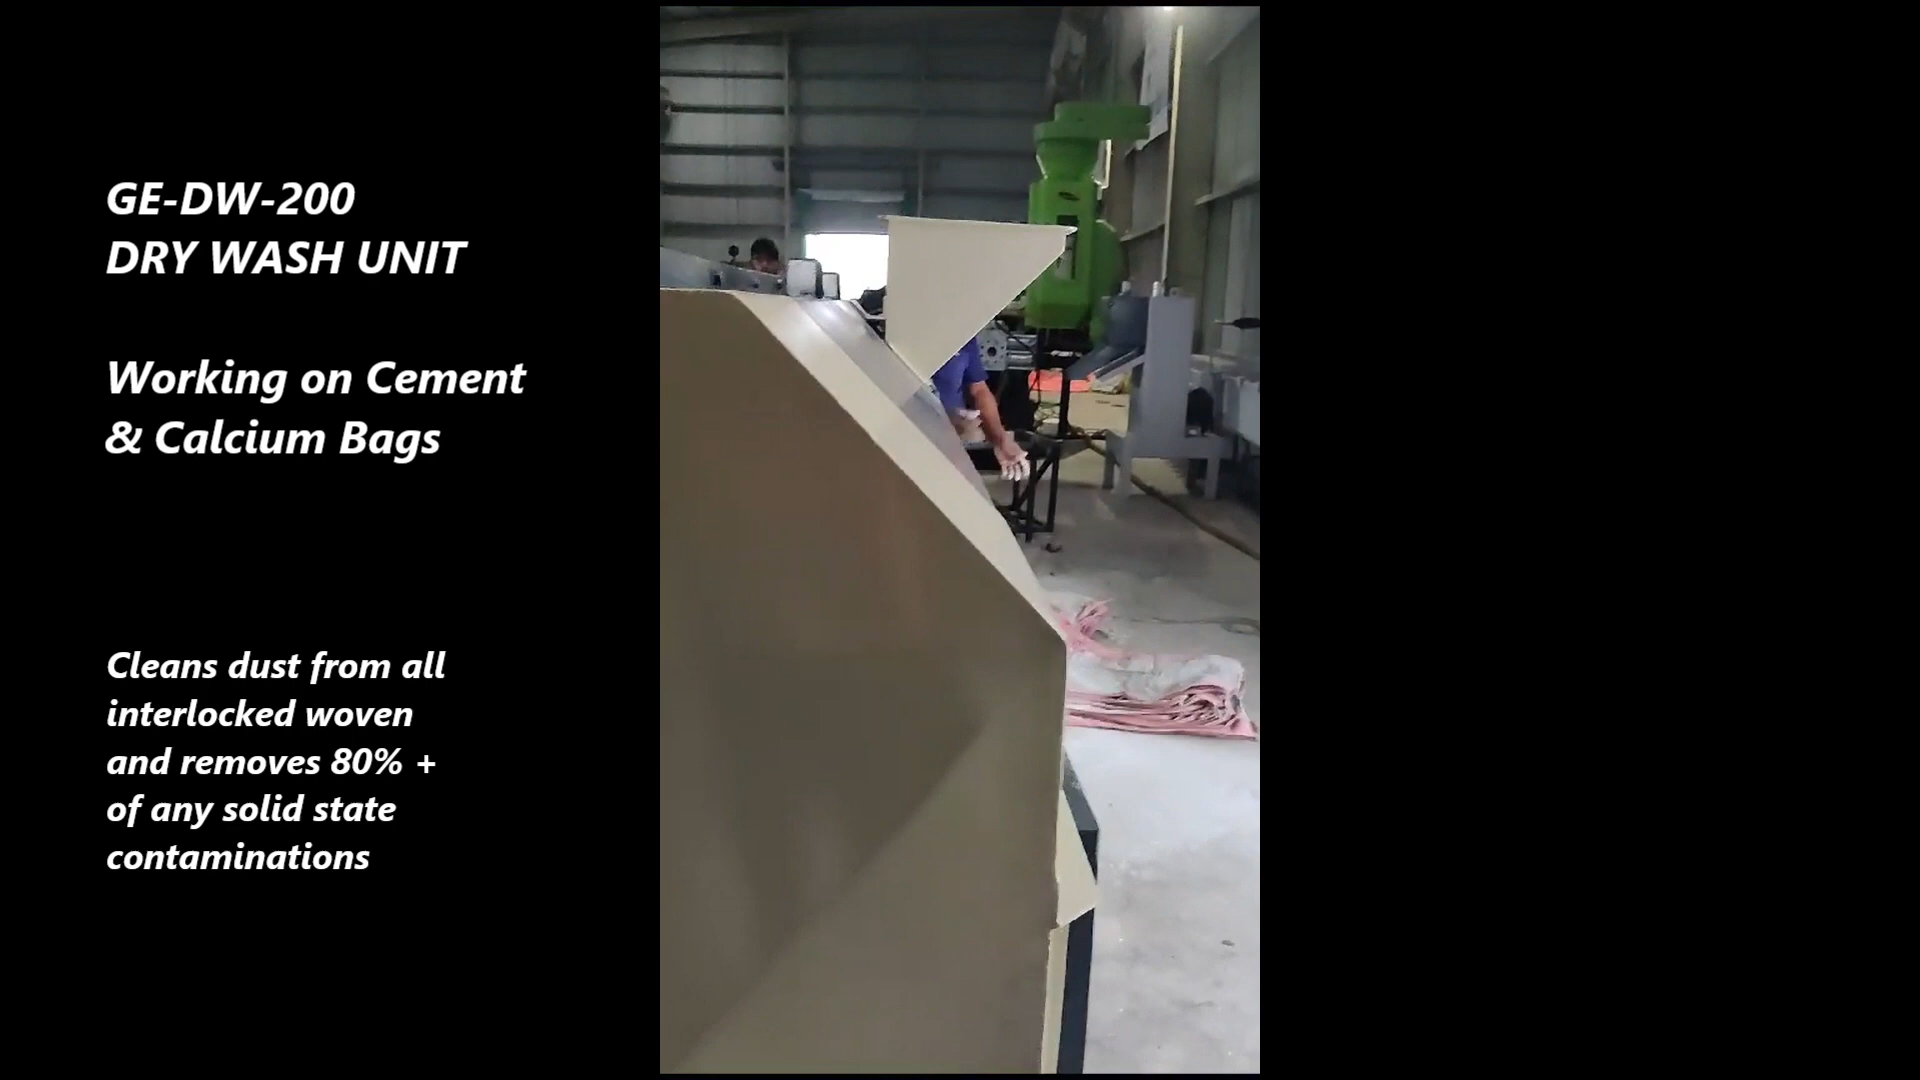 GE-DW-200
DRY WASH UNIT
Working on Cement
& Calcium Bags
Cleans dust from all
interlocked woven
and removes 80% +
of any solid state
contaminations